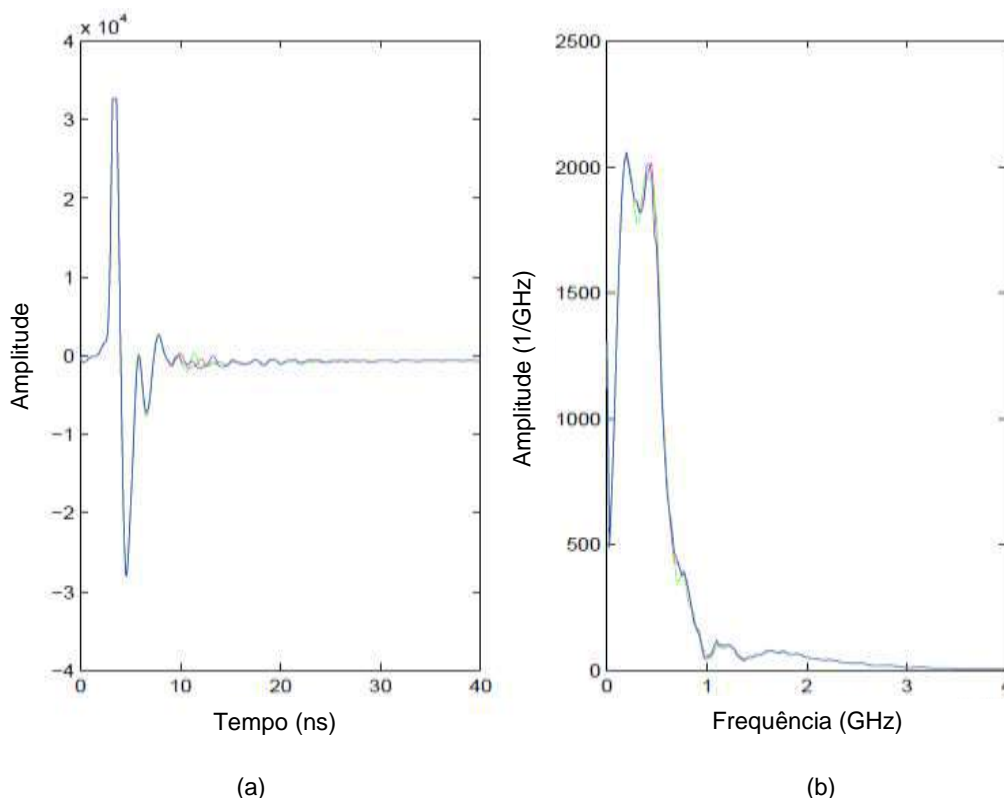 x 10⁴
4
3
2
1
0
−1
−2
−3
−4
Amplitude
0 10 20 30 40
Tempo (ns)
(a)
2500
2000
1500
1000
500
0
Amplitude (1/GHz)
0 1 2 3 4
Frequência (GHz)
(b)